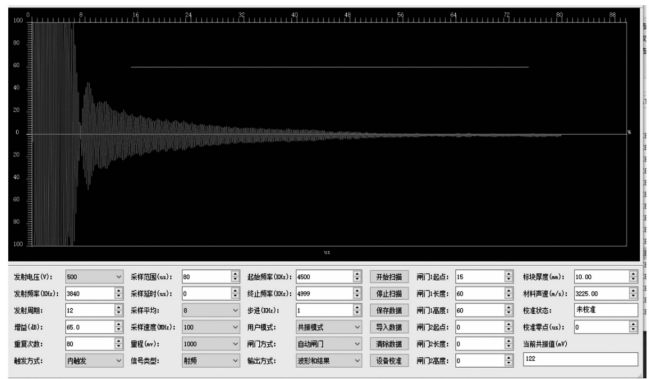 0 8 16 24 32 40 48 56 64 72 80 88
100
80
60
40
20
0
20
40
60
80
100
%
us
发射电压(V): 500 采样范围(us): 80 起始频率(KHz): 4500 开始扫描 闸门1起点: 15 标块厚度(mm): 10.00
发射频率(KHz): 3840 采样延时(us): 0 终止频率(KHz): 4999 停止扫描 闸门1长度: 60 材料声速(m/s): 3225.00
发射周期: 12 采样平均: 8 步进(KHz): 1 保存数据 闸门1高度: 60 校准状态: 未校准
增益(dB): 65.0 采样速度(MHz): 100 用户模式: 共振模式 导入数据 闸门2起点: 0 校准零点(us): 0
重复次数: 80 量程(mv): 1000 闸门方式: 自动闸门 清除数据 闸门2长度: 0 当前共振值(mV)
触发方式: 内触发 信号类型: 射频 输出方式: 波形和结果 设备校准 闸门2高度: 0 122